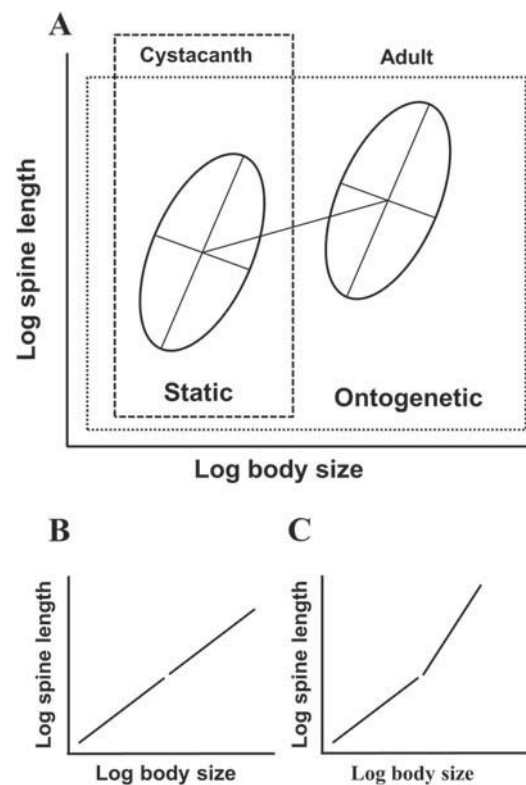 A
Cystacanth
Adult
Log spine length
Static
Ontogenetic
Log body size
B
Log spine length
Log body size
C
Log spine length
Log body size